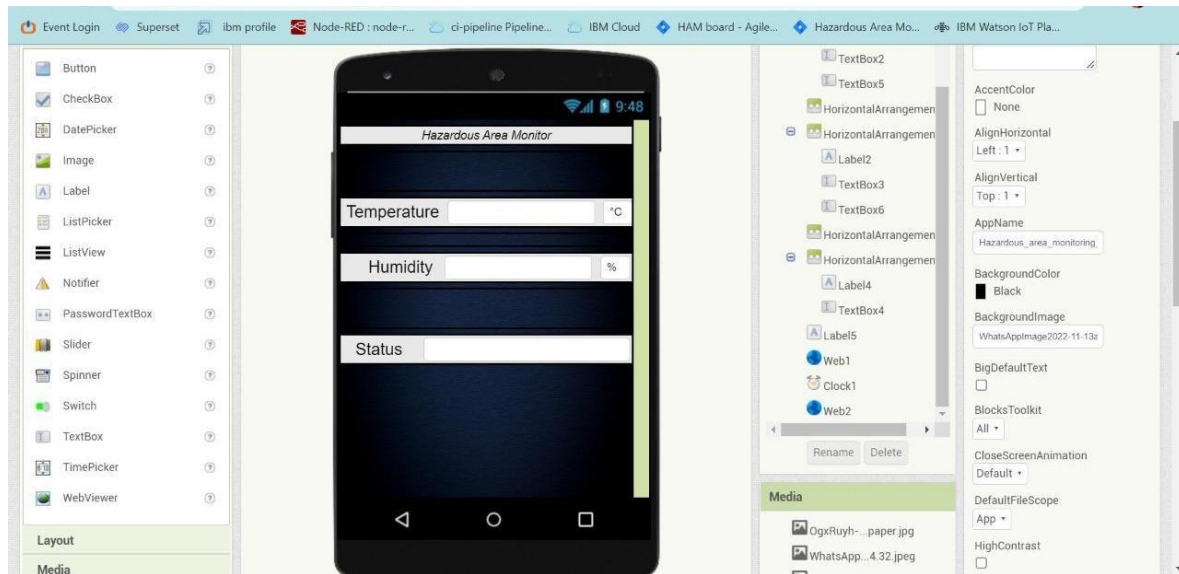 Event Login Superset ibm profile Node-RED : node-r... ci-pipeline Pipeline... IBM Cloud HAM board - Agile... Hazardous Area Mo... IBM Watson IoT Pla...
Button
CheckBox
DatePicker
Image
Label
ListPicker
ListView
Notifier
PasswordTextBox
Slider
Spinner
Switch
TextBox
TimePicker
WebViewer
Layout
Media
9:48
Hazardous Area Monitor
Temperature °C
Humidity %
Status
TextBox2
TextBox5
HorizontalArrangemen
HorizontalArrangemen
Label2
TextBox3
TextBox6
HorizontalArrangemen
HorizontalArrangemen
Label4
TextBox4
Label5
Web1
Clock1
Web2
Rename Delete
Media
OgxRuyh-...paper.jpg
WhatsApp...4.32.jpeg
AccentColor
None
AlignHorizontal
Left : 1
AlignVertical
Top : 1
AppName
Hazardous_area_monitoring_
BackgroundColor
Black
BackgroundImage
WhatsAppImage2022-11-13a
BigDefaultText
BlocksToolkit
All
CloseScreenAnimation
Default
DefaultFileScope
App
HighContrast